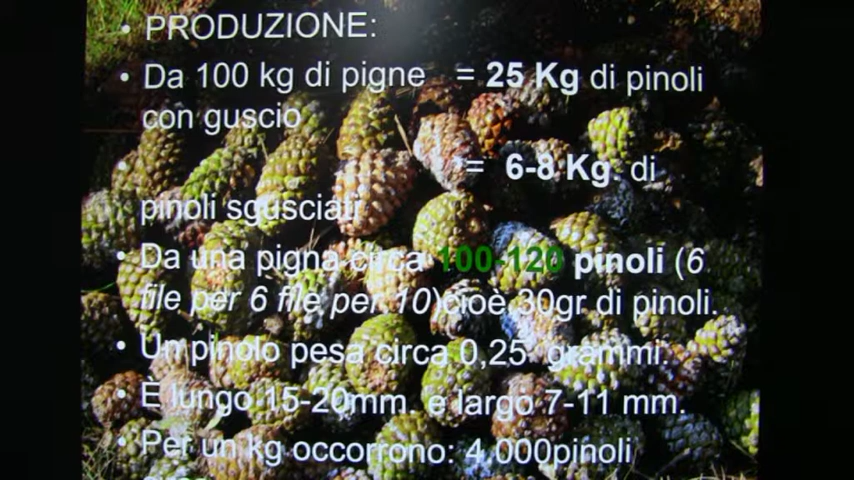 • PRODUZIONE:
• Da 100 kg di pigne = 25 Kg di pinoli
con guscio
= 6-8 Kg. di
pinoli sgusciati
• Da una pigna circa 100-120 pinoli (6
file per 6 file per 10)cioè 30gr di pinoli.
• Un pinolo pesa circa 0,25 grammi.
• È lungo 15-20mm. e largo 7-11 mm.
• Per un kg occorrono: 4.000pinoli